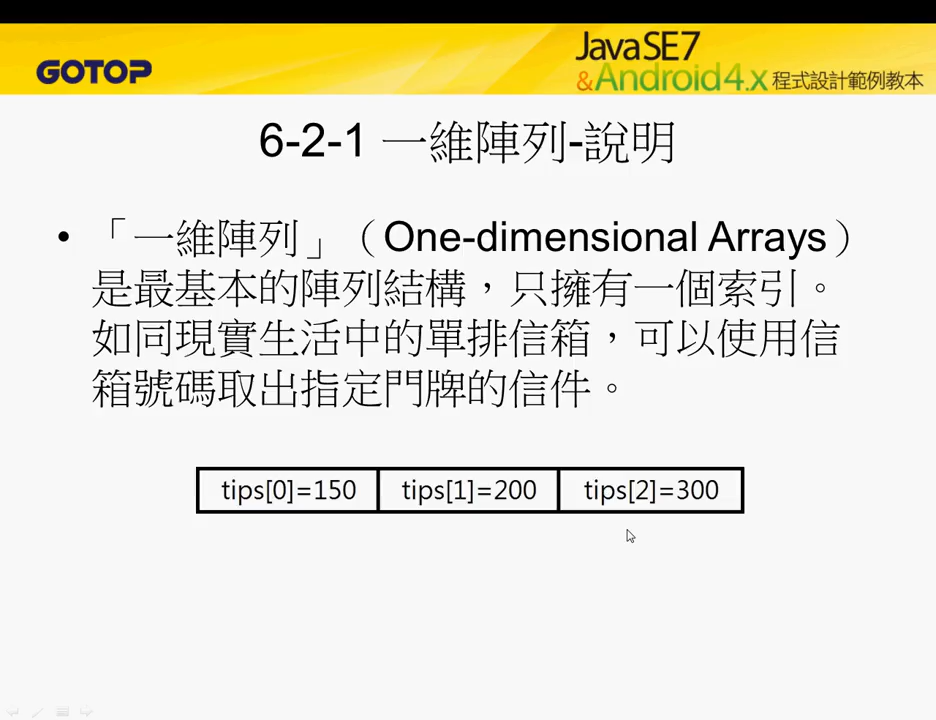 GOTOP
JavaSE7
&Android4.x 程式設計範例教本
6-2-1 一維陣列-說明
• 「一維陣列」（One-dimensional Arrays）
是最基本的陣列結構，只擁有一個索引。
如同現實生活中的單排信箱，可以使用信
箱號碼取出指定門牌的信件。
tips[0]=150 tips[1]=200 tips[2]=300